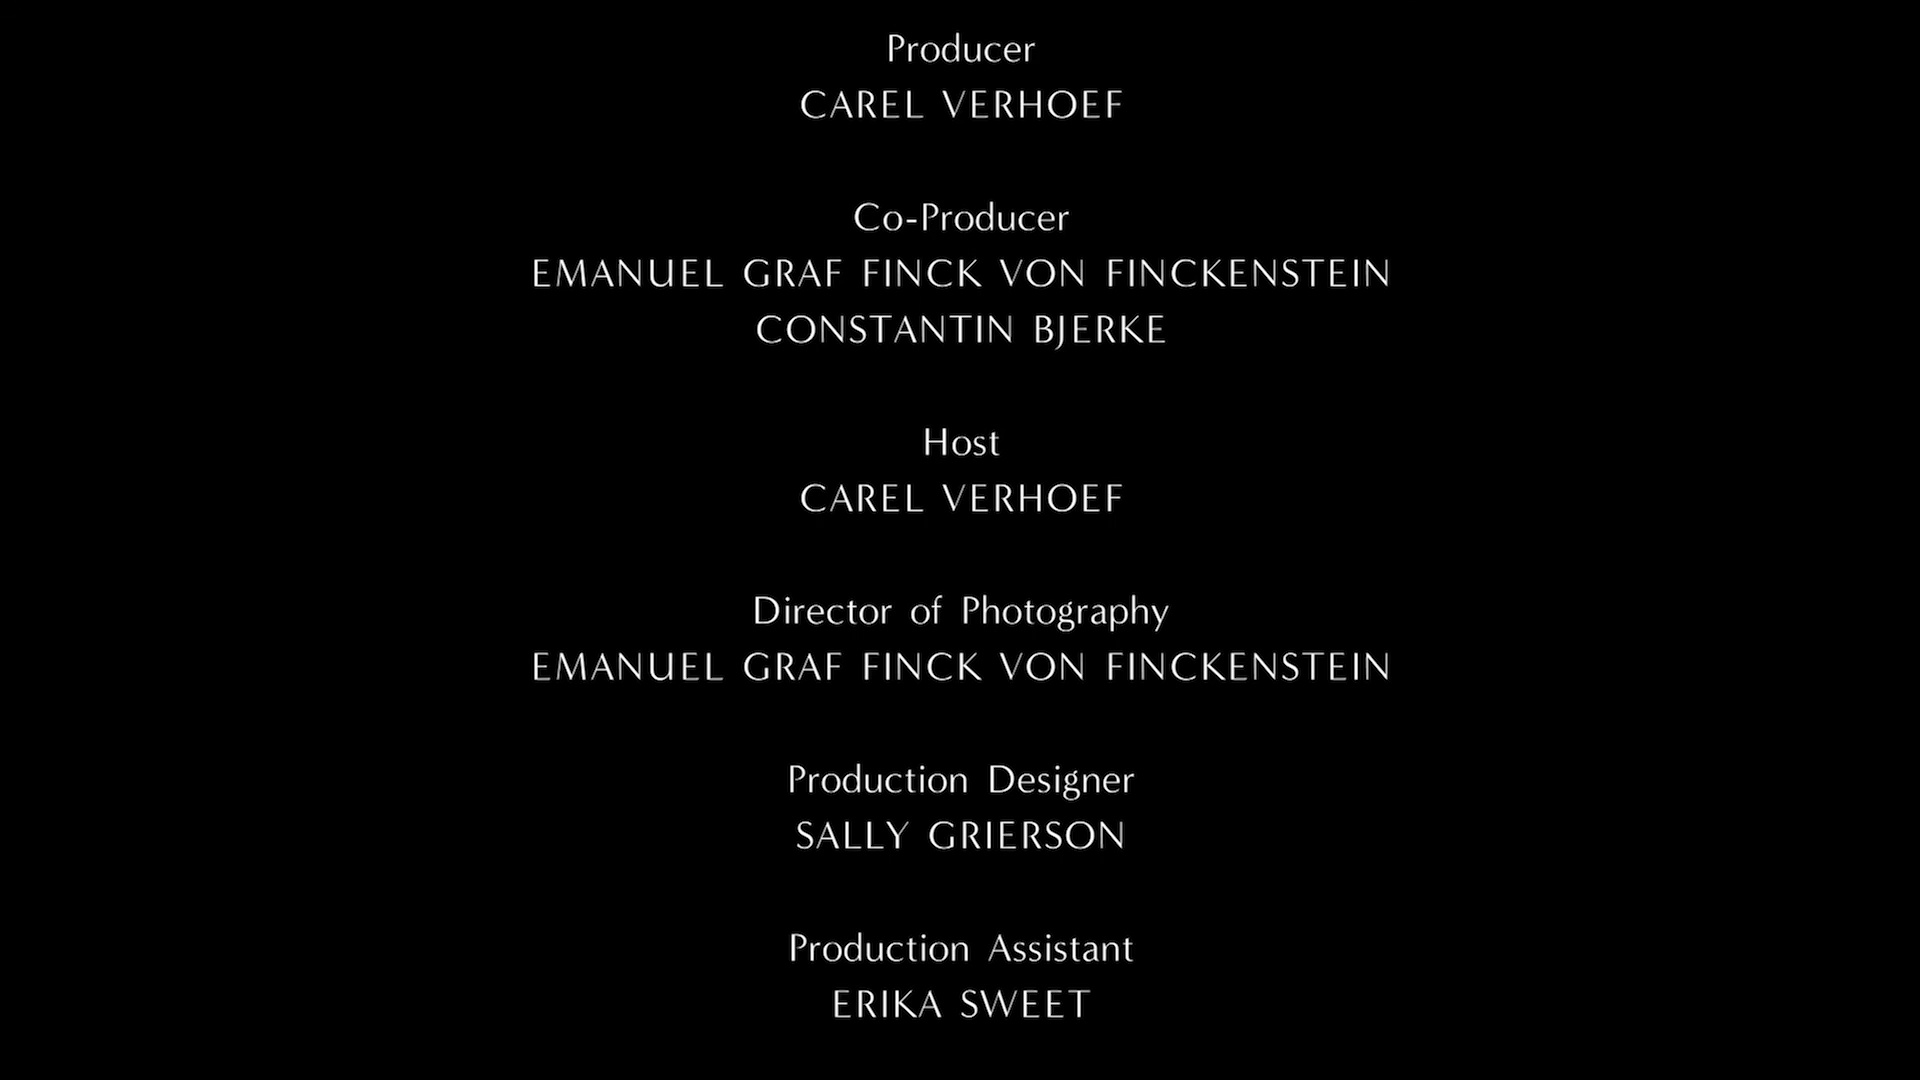 Producer
CAREL VERHOEF
Co-Producer
EMANUEL GRAF FINCK VON FINCKENSTEIN
CONSTANTIN BJERKE
Host
CAREL VERHOEF
Director of Photography
EMANUEL GRAF FINCK VON FINCKENSTEIN
Production Designer
SALLY GRIERSON
Production Assistant
ERIKA SWEET